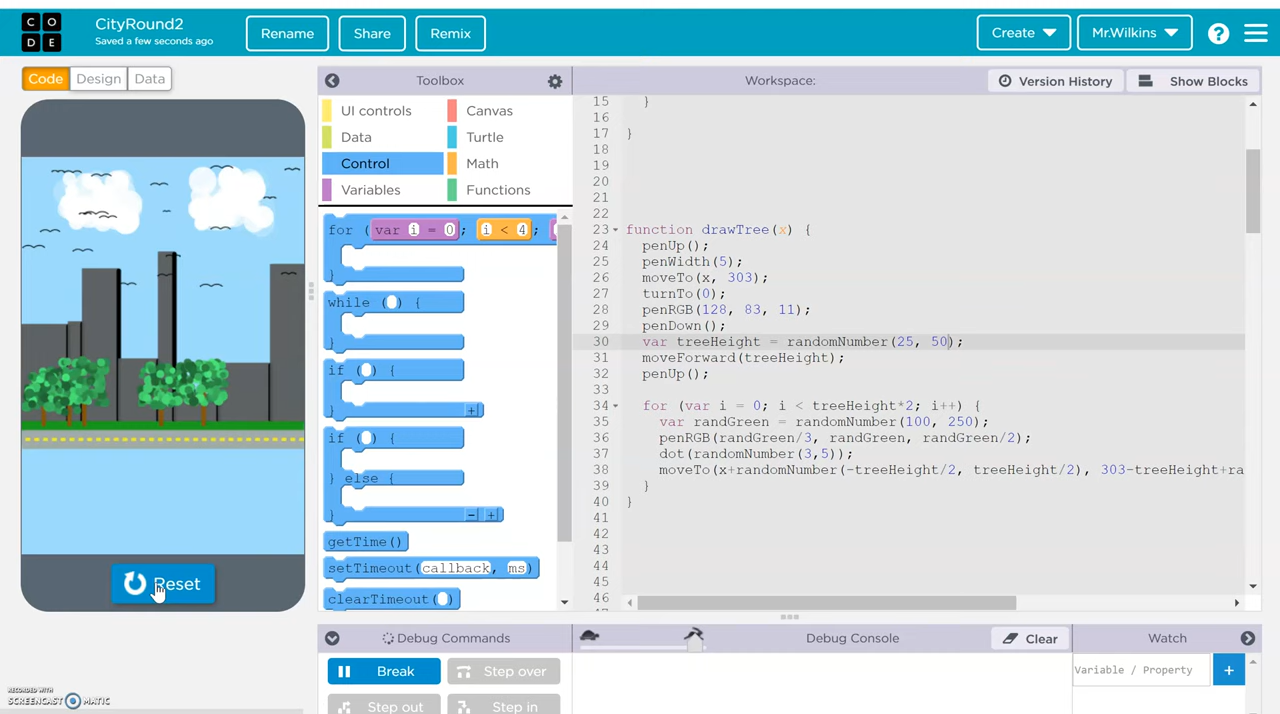 C O D E
CityRound2
Saved a few seconds ago
Rename
Share
Remix
Create
Mr.Wilkins
?
Code
Design
Data
Toolbox
Workspace:
Version History
Show Blocks
UI controls
Canvas
Data
Turtle
Control
Math
Variables
Functions
for ( var i = 0; i < 4 ;
}
while ( ) {
}
if ( ) {
}
if ( ) {
} else {
}
getTime()
setTimeout(callback, ms)
clearTimeout( )
15 }
16
17 }
18
19
20
21
22
23 function drawTree(x) {
24 penUp();
25 penWidth(5);
26 moveTo(x, 303);
27 turnTo(0);
28 penRGB(128, 83, 11);
29 penDown();
30 var treeHeight = randomNumber(25, 50);
31 moveForward(treeHeight);
32 penUp();
33
34 for (var i = 0; i < treeHeight*2; i++) {
35 var randGreen = randomNumber(100, 250);
36 penRGB(randGreen/3, randGreen, randGreen/2);
37 dot(randomNumber(3,5));
38 moveTo(x+randomNumber(-treeHeight/2, treeHeight/2), 303-treeHeight+ra
39 }
40 }
41
42
43
44
45
46
Reset
Debug Commands
Debug Console
Clear
Watch
Break
Step over
Step out
Step in
Variable / Property
+
RECORDED WITH
SCREENCAST MATIC